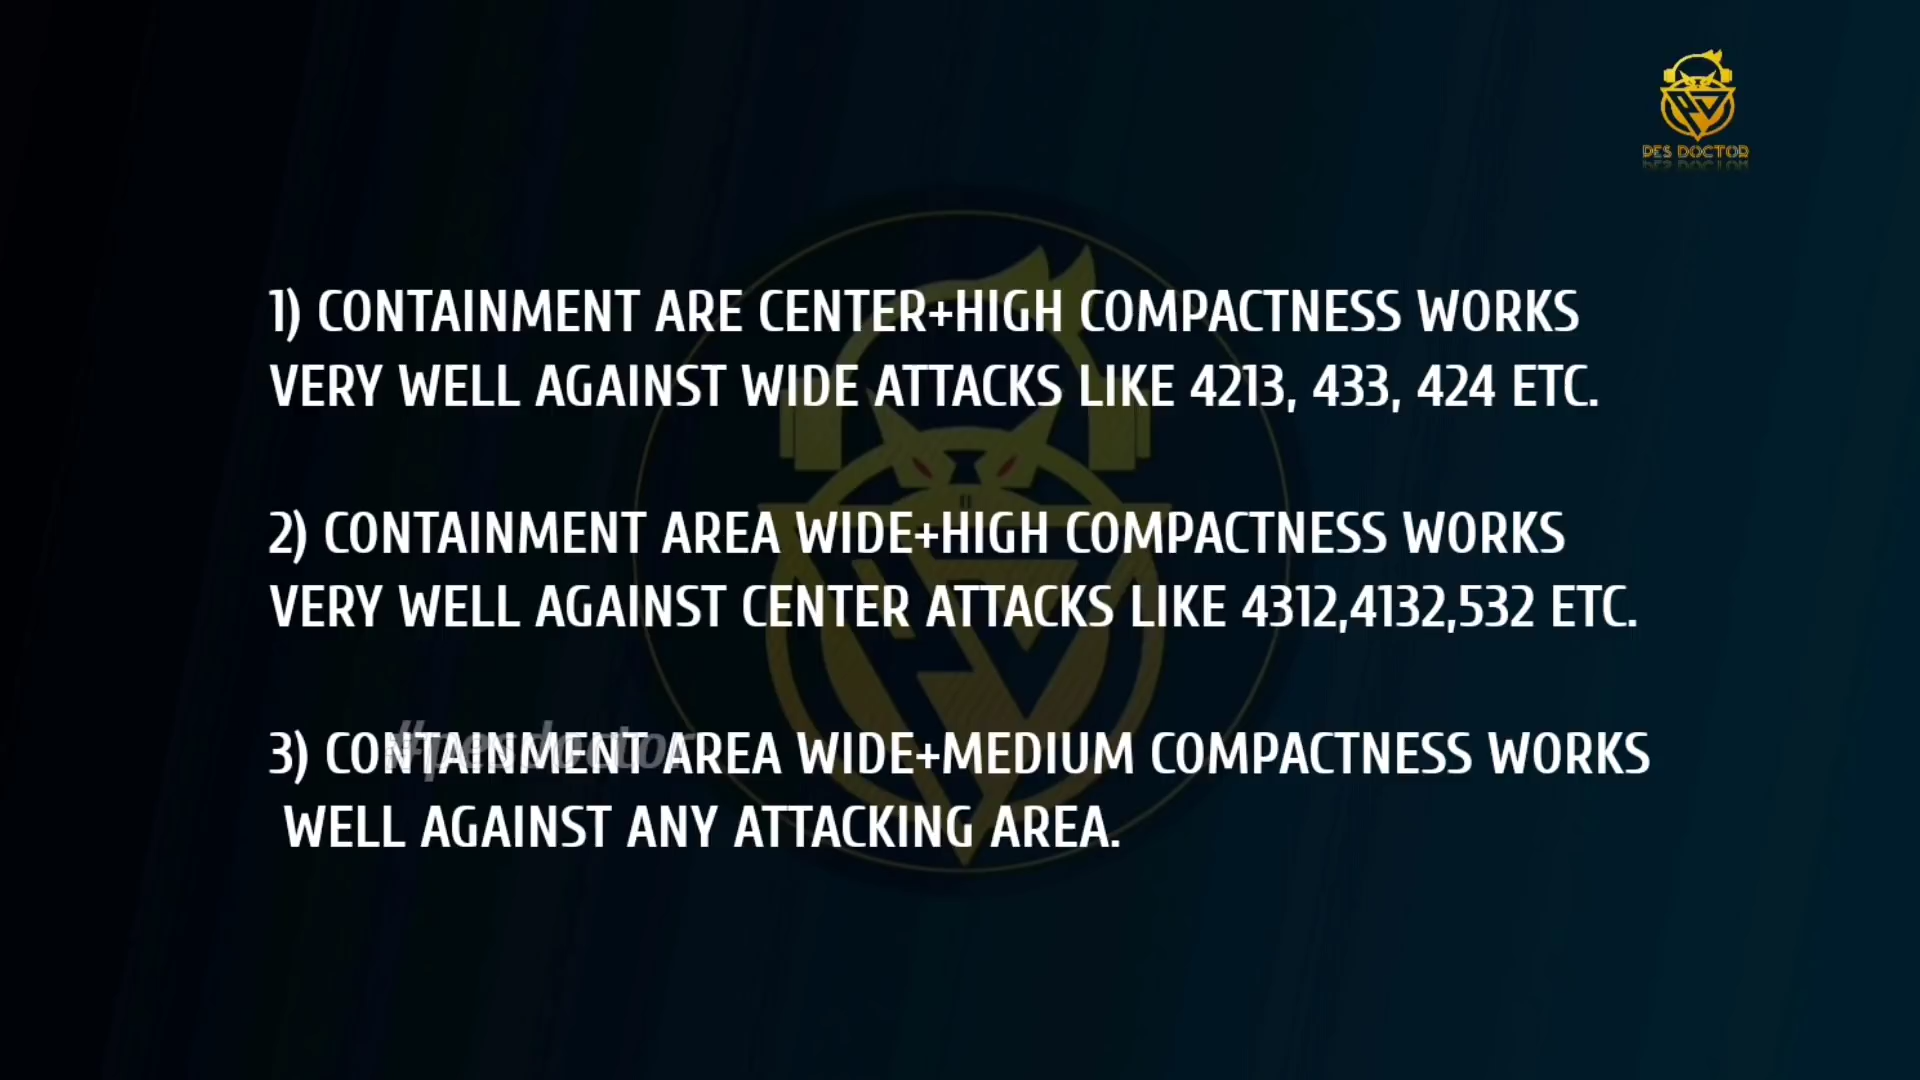 PES DOCTOR
1) CONTAINMENT ARE CENTER+HIGH COMPACTNESS WORKS
VERY WELL AGAINST WIDE ATTACKS LIKE 4213, 433, 424 ETC.
2) CONTAINMENT AREA WIDE+HIGH COMPACTNESS WORKS
VERY WELL AGAINST CENTER ATTACKS LIKE 4312,4132,532 ETC.
#pesdoctor
3) CONTAINMENT AREA WIDE+MEDIUM COMPACTNESS WORKS
WELL AGAINST ANY ATTACKING AREA.